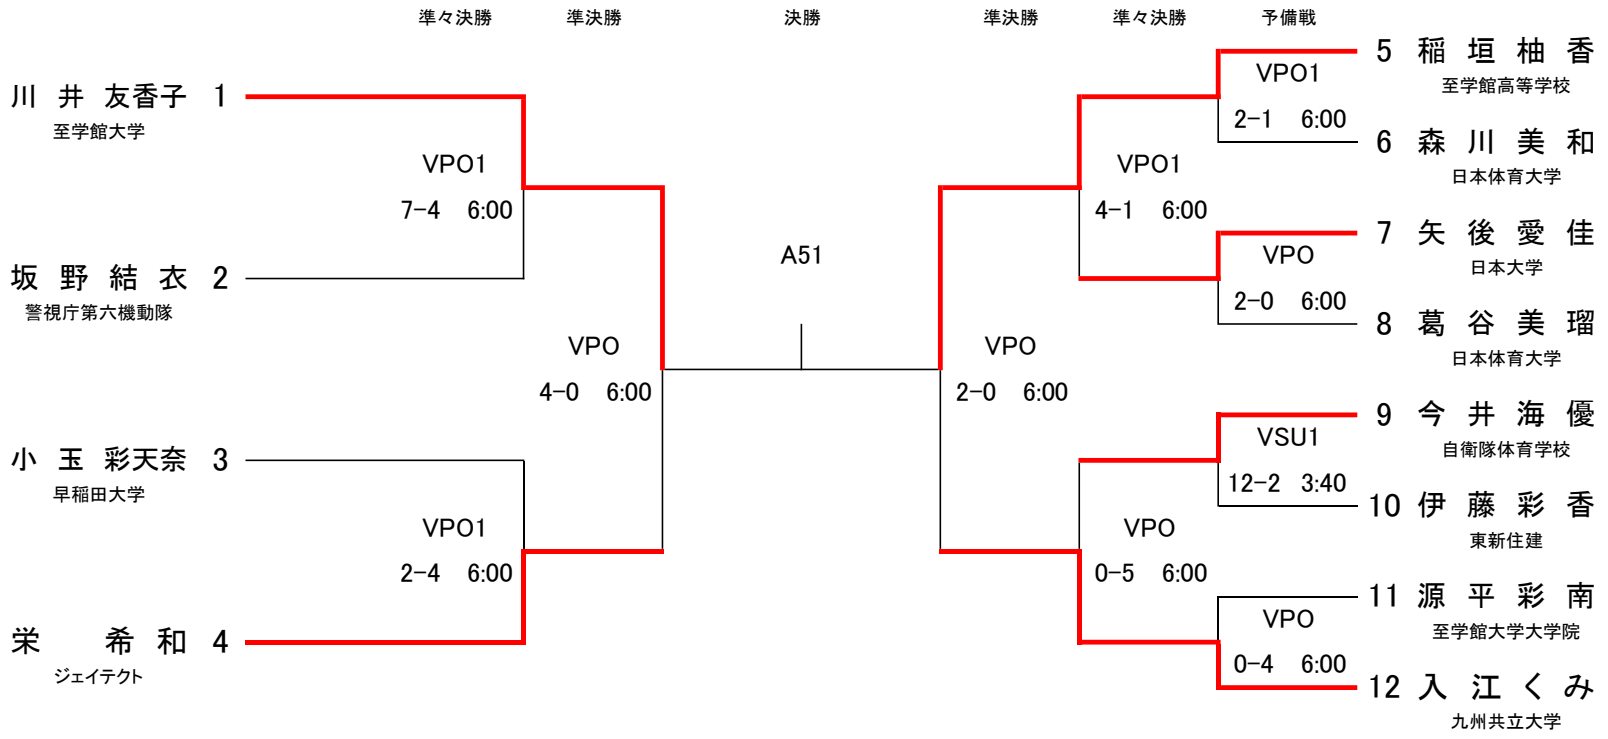 準々決勝 準決勝 決勝 準決勝 準々決勝 予備戦
川井友香子 1
至学館大学
坂野結衣 2
警視庁第六機動隊
小玉彩天奈 3
早稲田大学
栄希和 4
ジェイテクト
VPO1
7-4 6:00
VPO1
2-4 6:00
VPO
4-0 6:00
A51
VPO
2-0 6:00
VPO1
4-1 6:00
VPO
0-5 6:00
VPO1
2-1 6:00
VPO
2-0 6:00
VSU1
12-2 3:40
VPO
0-4 6:00
5 稲垣柚香
至学館高等学校
6 森川美和
日本体育大学
7 矢後愛佳
日本大学
8 葛谷美瑠
日本体育大学
9 今井海優
自衛隊体育学校
10 伊藤彩香
東新住建
11 源平彩南
至学館大学大学院
12 入江くみ
九州共立大学